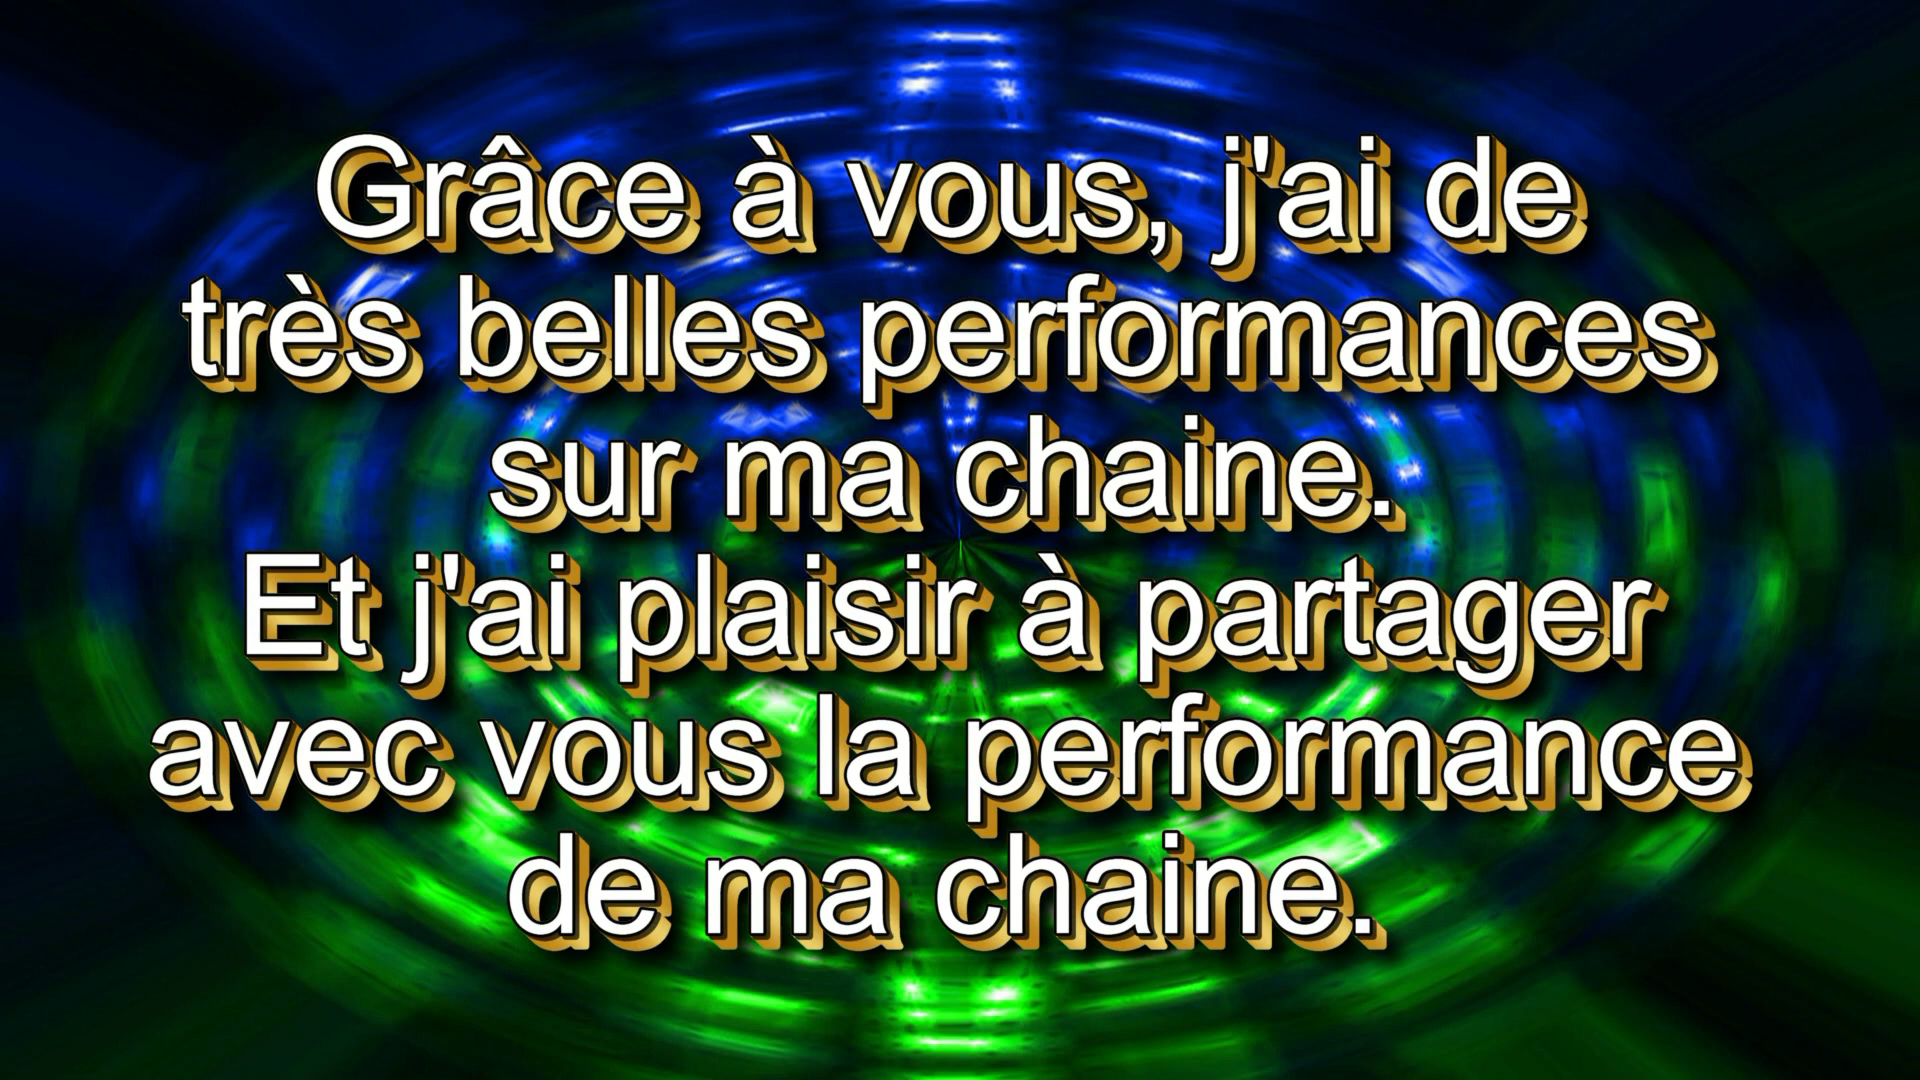 Grâce à vous, j'ai de
très belles performances
sur ma chaine.
Et j'ai plaisir à partager
avec vous la performance
de ma chaine.